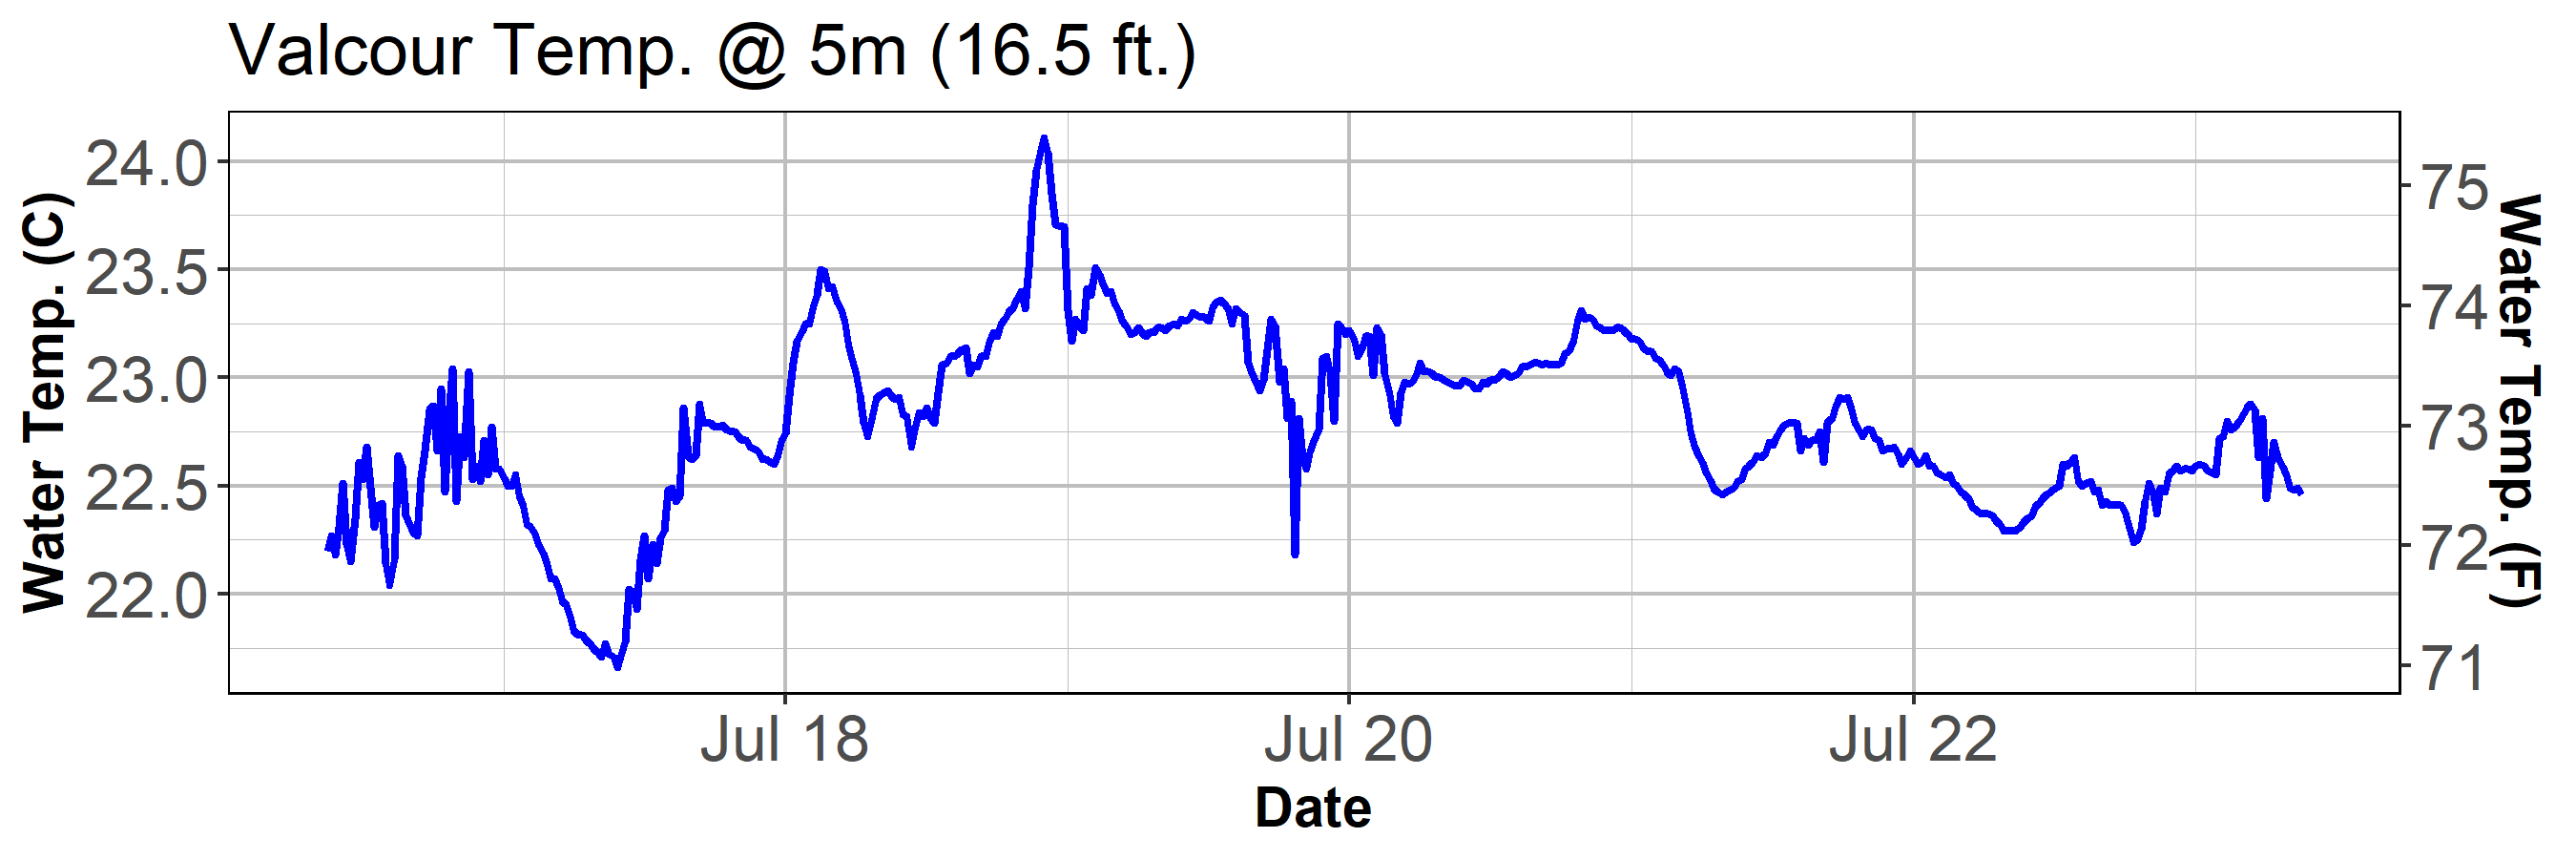 Valcour Temp. @ 5m (16.5 ft.)
Water Temp. (C)
24.0
23.5
23.0
22.5
22.0
75
74
73
72
71
Water Temp. (F)
Jul 18 Jul 20 Jul 22
Date